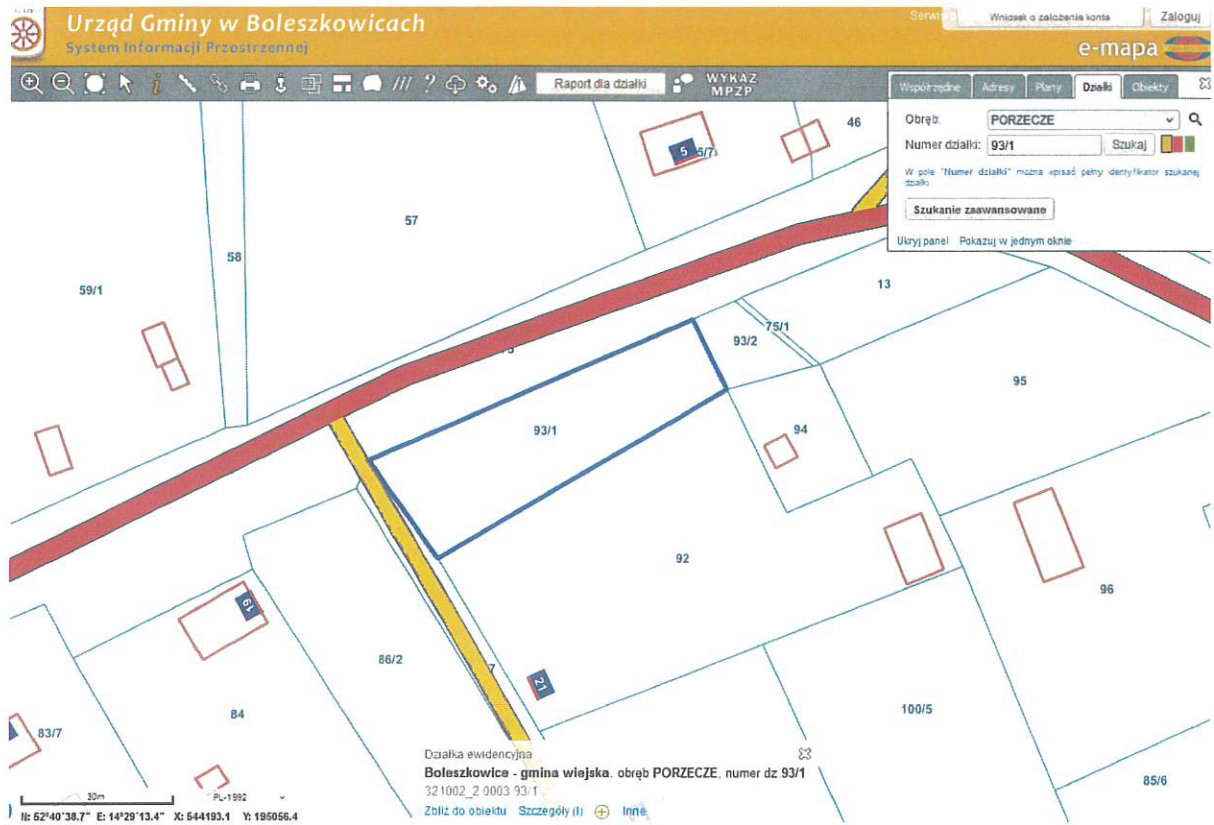 Urząd Gminy w Boleszkowicach
System Informacji Przestrzennej
Wniosek o założenie konta
Zaloguj
e-mapa
Raport dla działki
WYKAZ
MPZP
Współrzędne
Adresy
Plany
Działki
Obiekty
Obręb:
PORZECZE
Numer działki:
93/1
Szukaj
W pole "Numer działki" można wpisać pełny identyfikator szukanej
działki
Szukanie zaawansowane
Ukryj panel Pokazuj w jednym oknie
46
5
57
58
59/1
13
75/1
93/2
95
93/1
94
92
96
19
86/2
7
21
84
83/7
100/5
85/6
Działka ewidencyjna
Boleszkowice - gmina wiejska, obręb PORZECZE, numer dz 93/1
321002_2 0003 93/1
Zbliż do obiektu Szczegóły (I) Inne
30m
PL-1992
N: 52°40'38.7" E: 14°29'13.4" X: 544193.1 Y: 195056.4